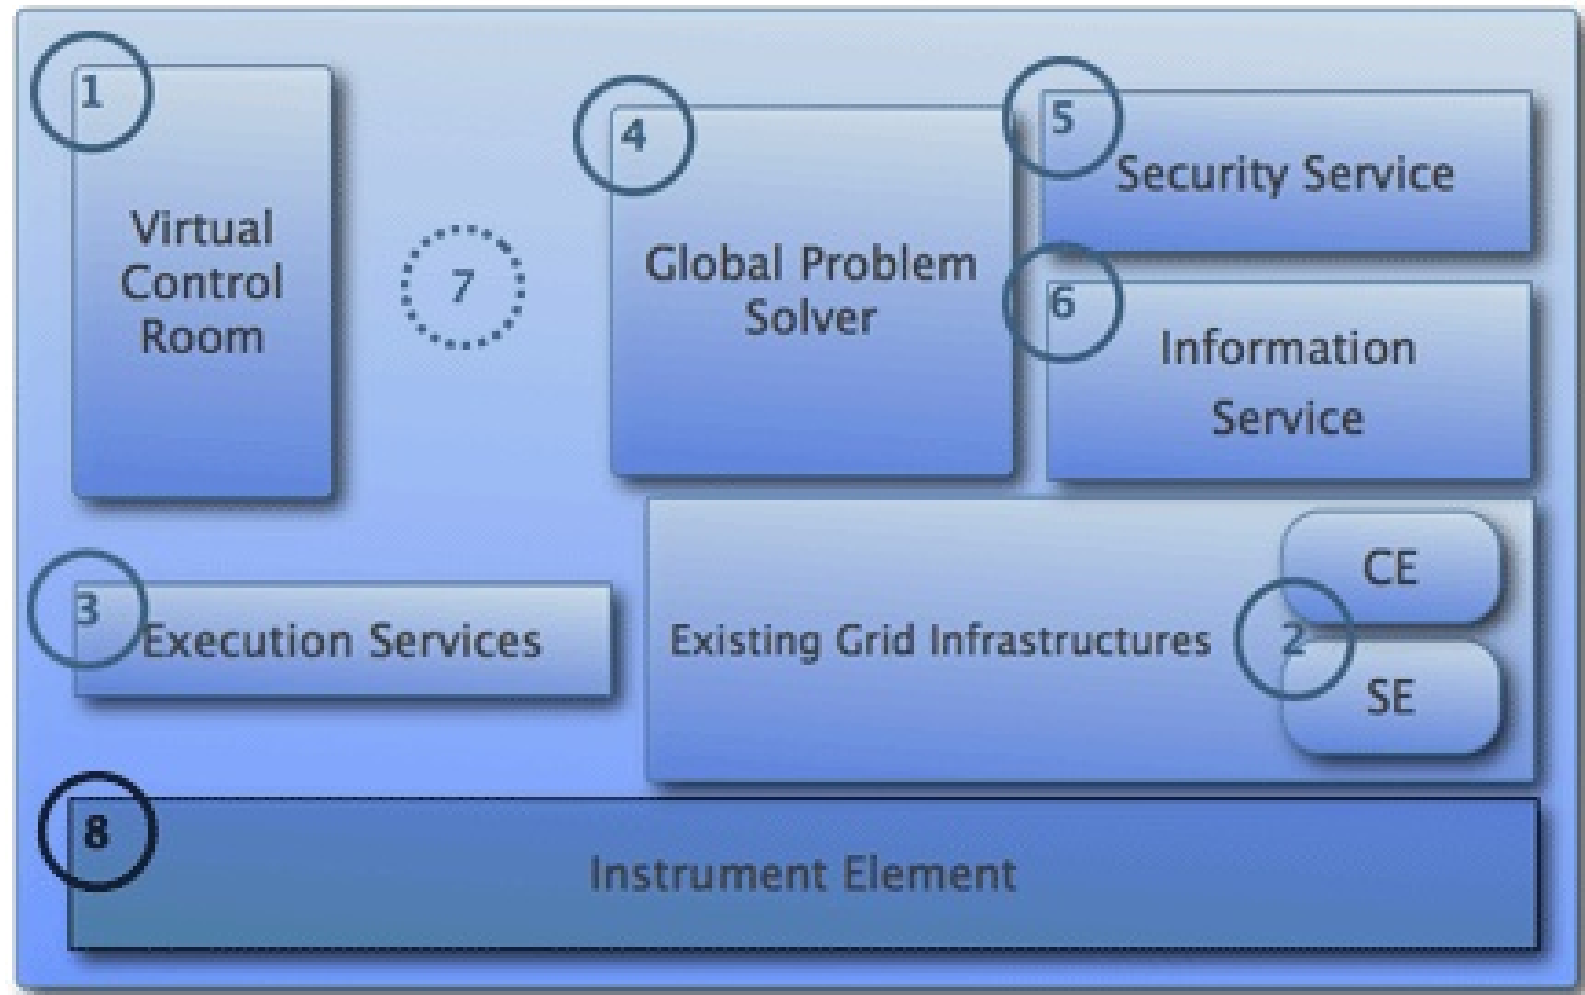 1
Virtual
Control
Room
7
4
Global Problem
Solver
5
Security Service
6
Information
Service
3
Execution Services
Existing Grid Infrastructures
2
CE
SE
8
Instrument Element